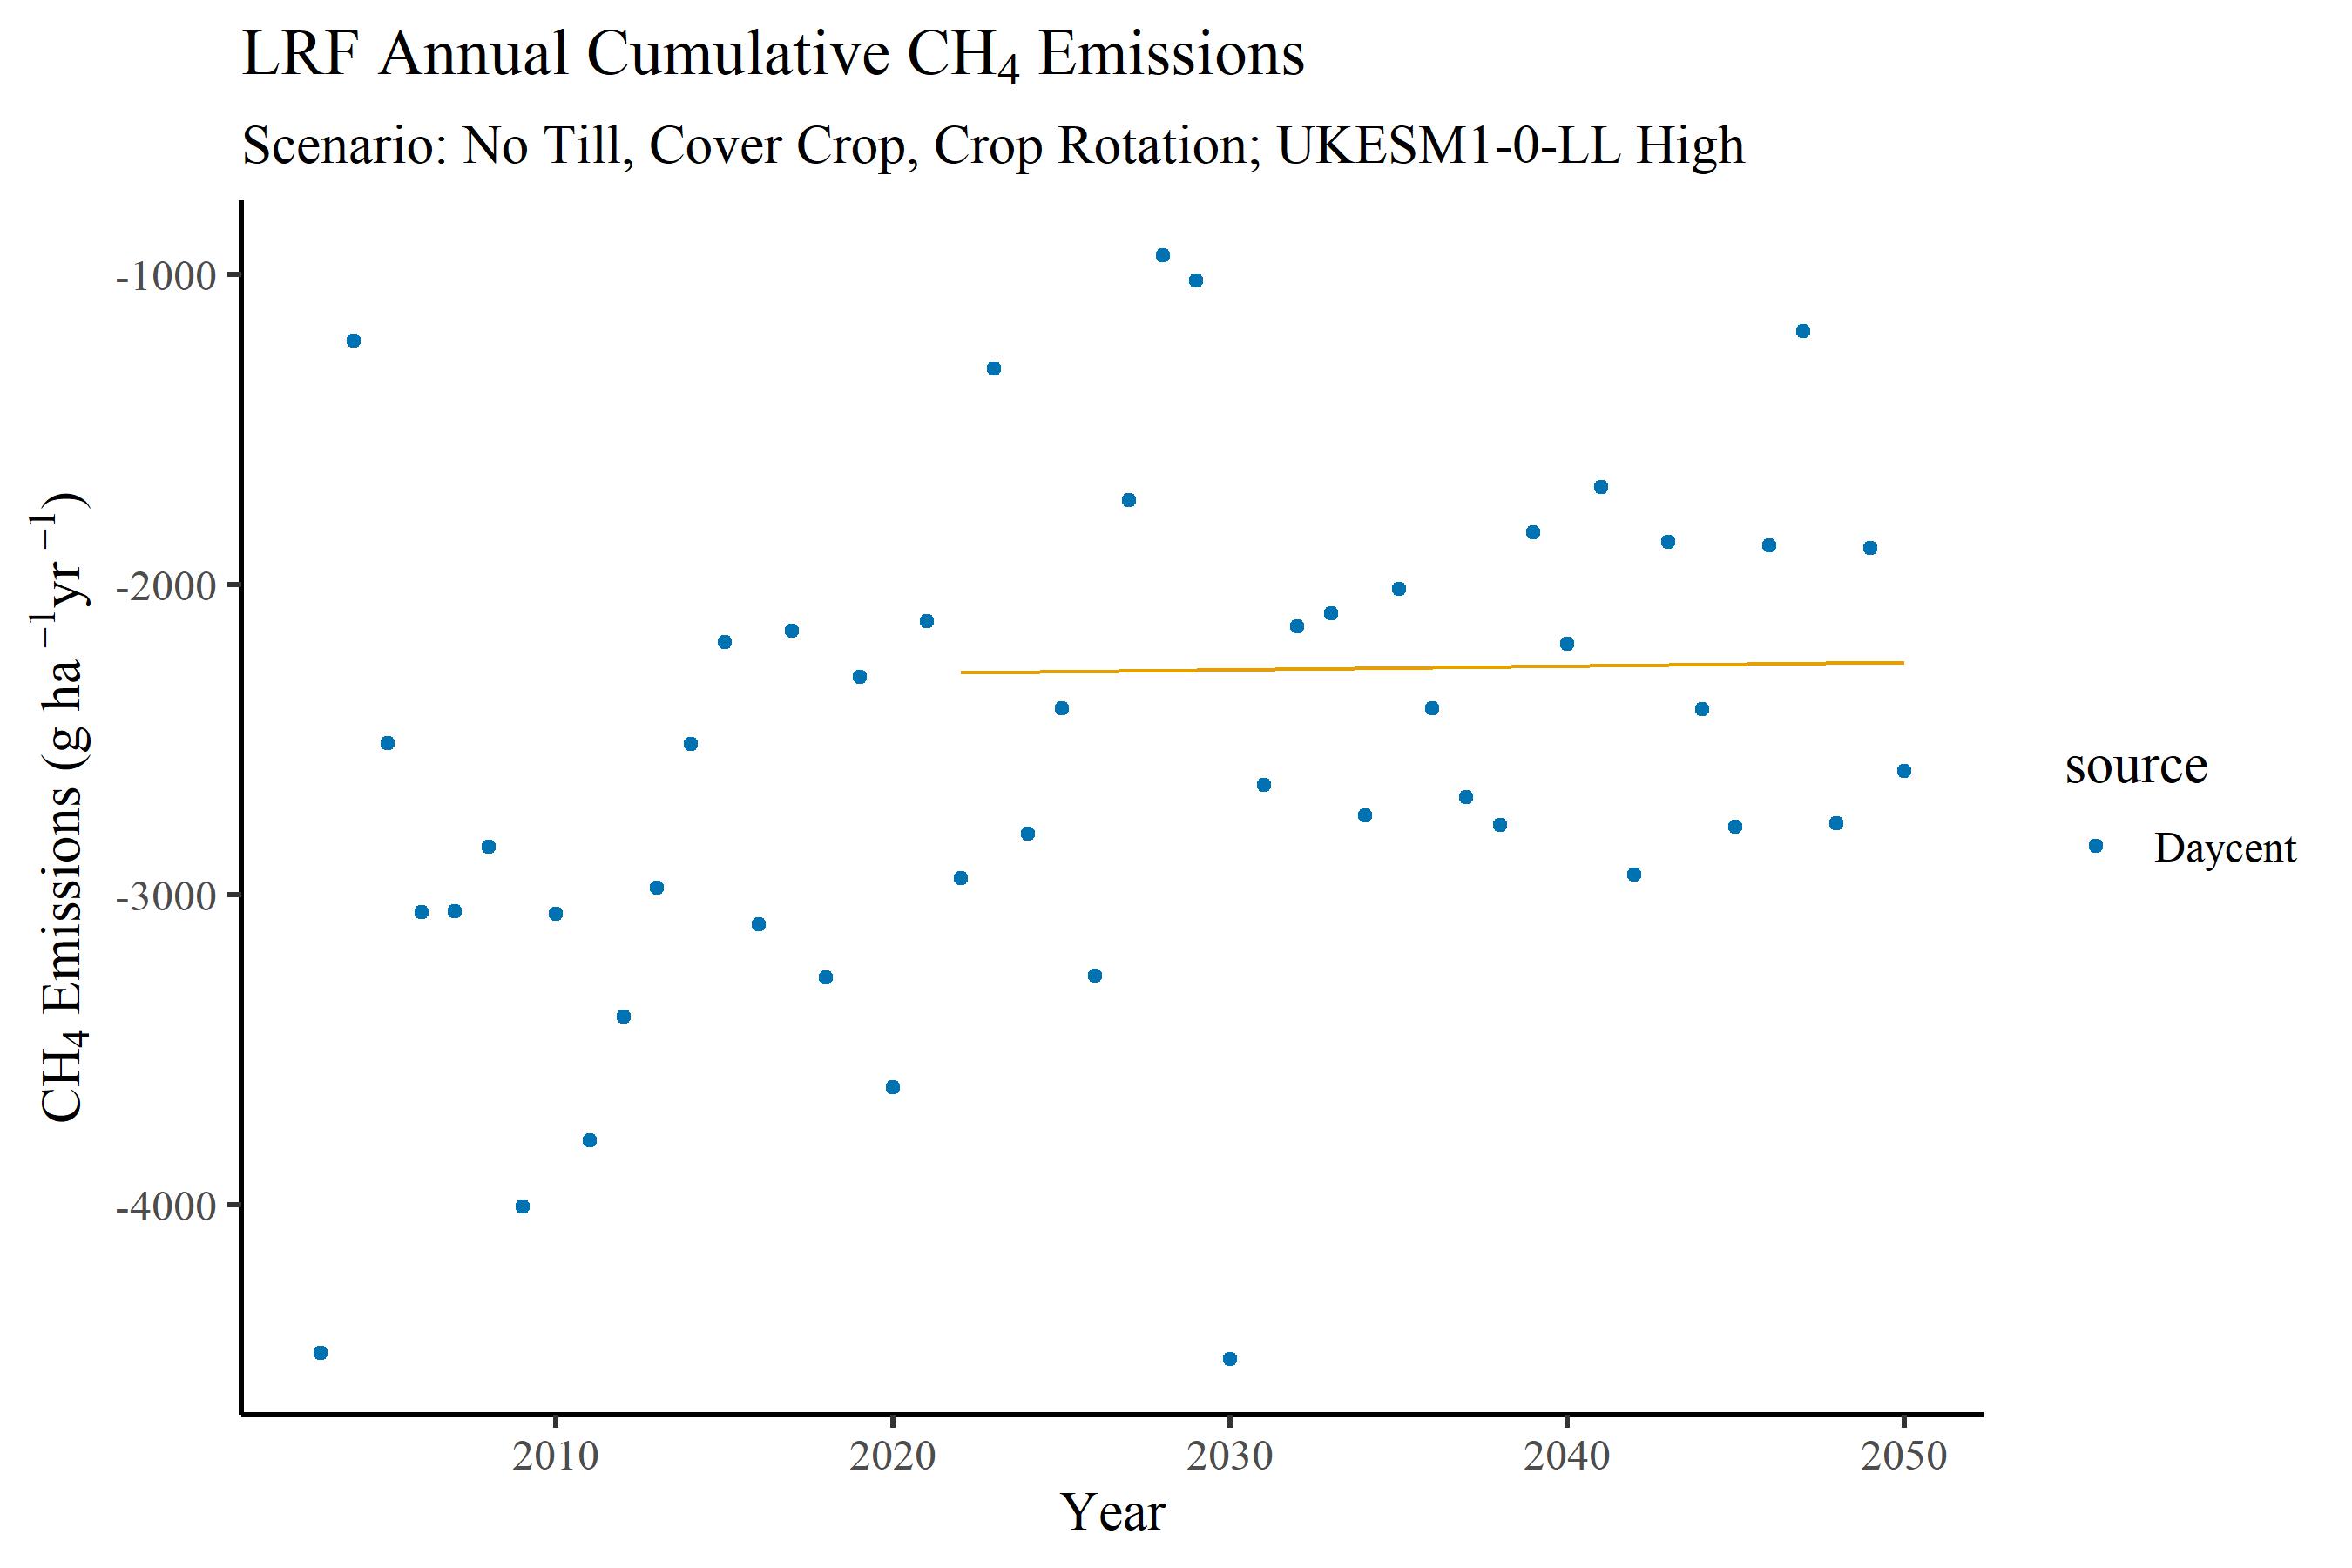 LRF Annual Cumulative CH₄ Emissions
Scenario: No Till, Cover Crop, Crop Rotation; UKESM1-0-LL High
CH₄ Emissions (g ha ⁻¹yr ⁻¹)
-1000
-2000
-3000
-4000
2010 2020 2030 2040 2050
Year
source
Daycent